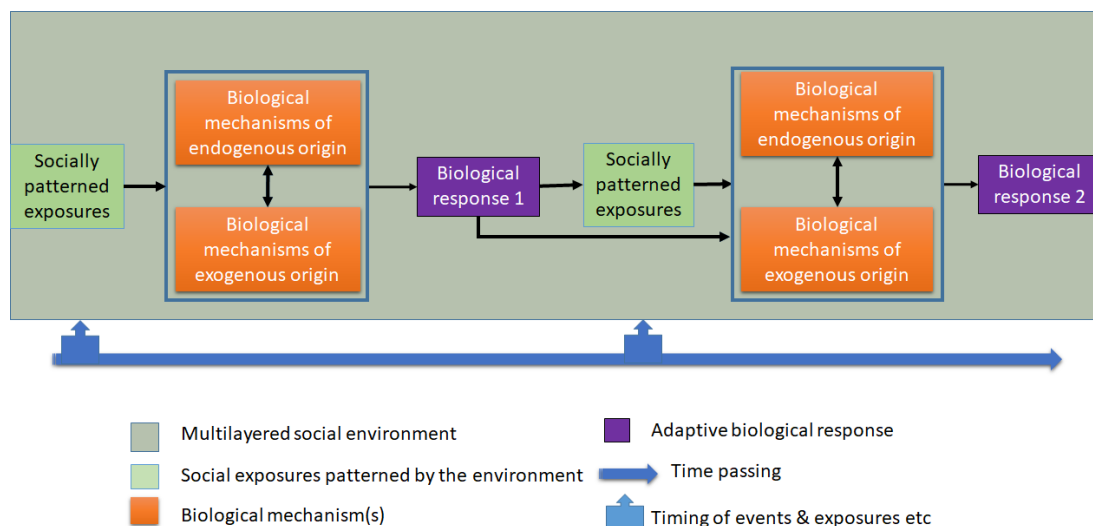 Biological
mechanisms of
endogenous origin
Biological
mechanisms of
exogenous origin
Socially
patterned
exposures
Biological
response 1
Socially
patterned
exposures
Biological
mechanisms of
endogenous origin
Biological
mechanisms of
exogenous origin
Biological
response 2
Multilayered social environment
Social exposures patterned by the environment
Biological mechanism(s)
Adaptive biological response
Time passing
Timing of events & exposures etc